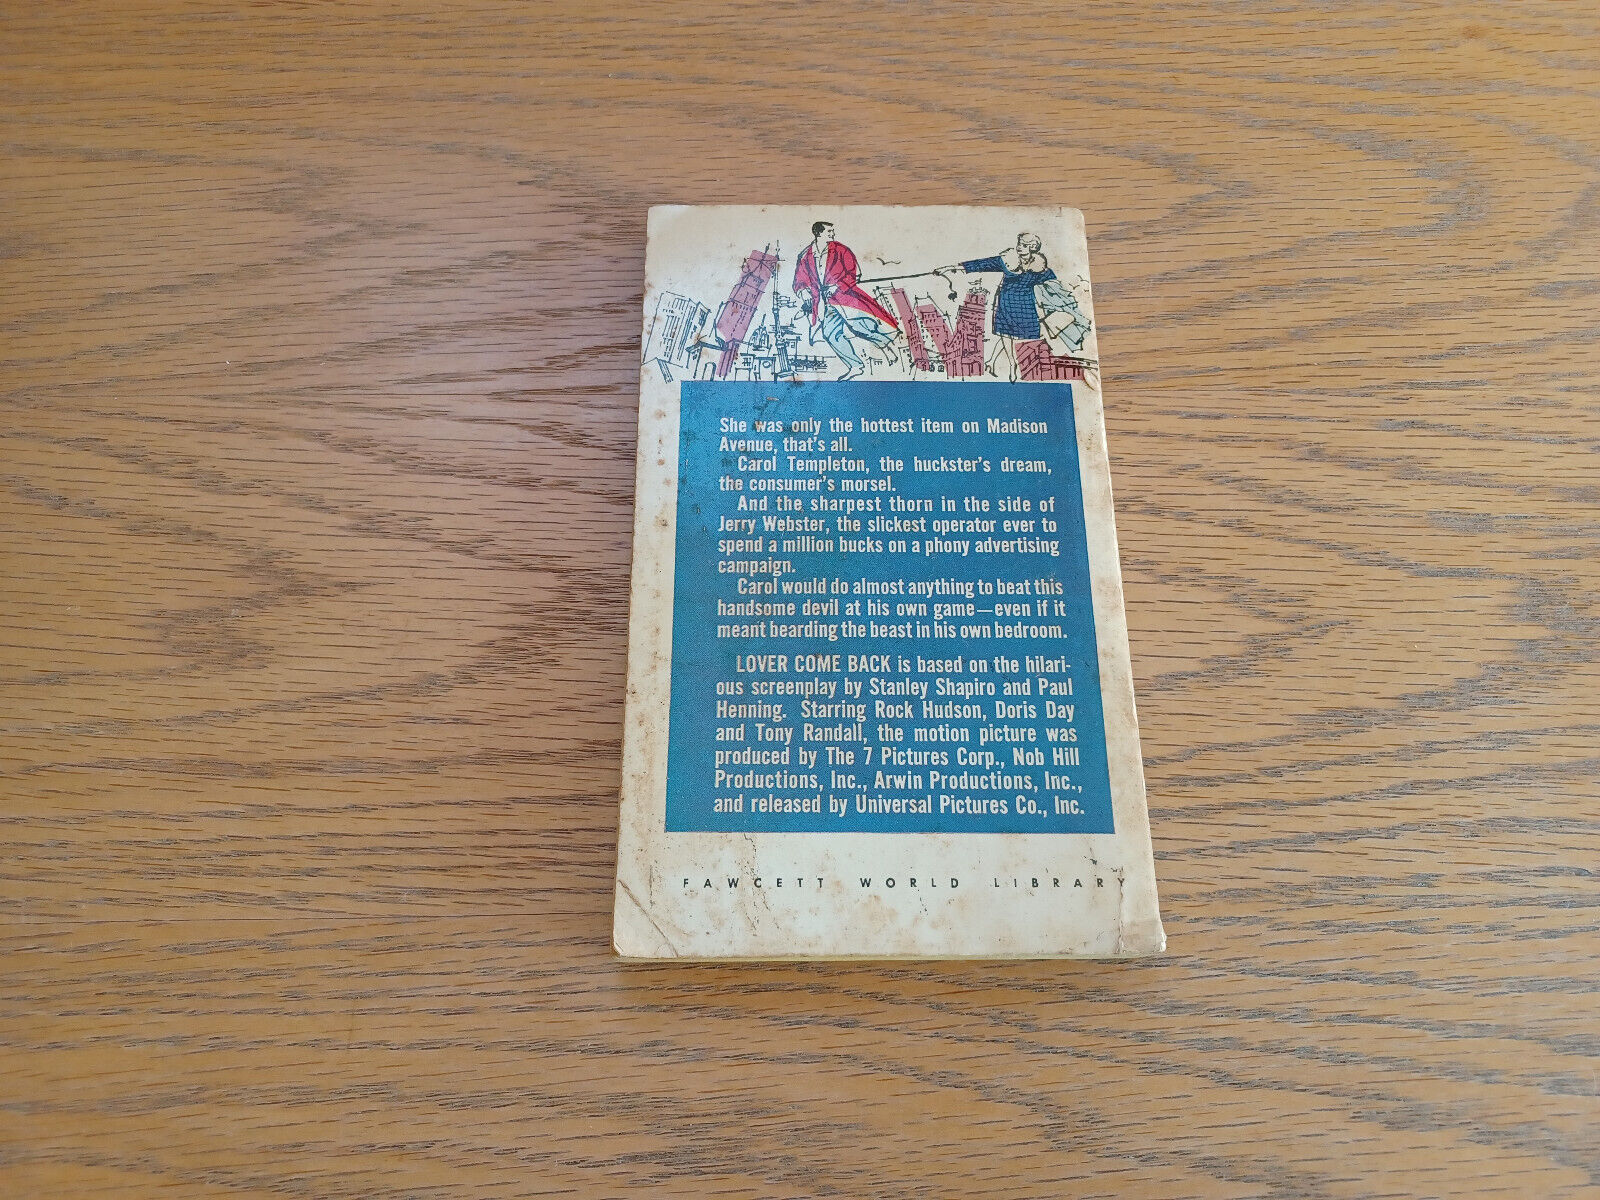 She was only the hottest item on Madison
Avenue, that's all.
Carol Templeton, the huckster's dream,
the consumer's morsel.
And the sharpest thorn in the side of
Jerry Webster, the slickest operator ever to
spend a million bucks on a phony advertising
campaign.
Carol would do almost anything to beat this
handsome devil at his own game—even if it
meant bearding the beast in his own bedroom.
LOVER COME BACK is based on the hilari-
ous screenplay by Stanley Shapiro and Paul
Henning. Starring Rock Hudson, Doris Day
and Tony Randall, the motion picture was
produced by The 7 Pictures Corp., Nob Hill
Productions, Inc., Arwin Productions, Inc.,
and released by Universal Pictures Co., Inc.
FAWCETT WORLD LIBRARY